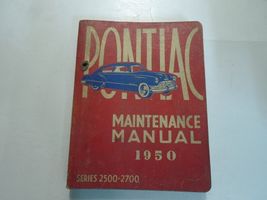 PONTIAC
MAINTENANCE
MANUAL
1950
SERIES 2500-2700